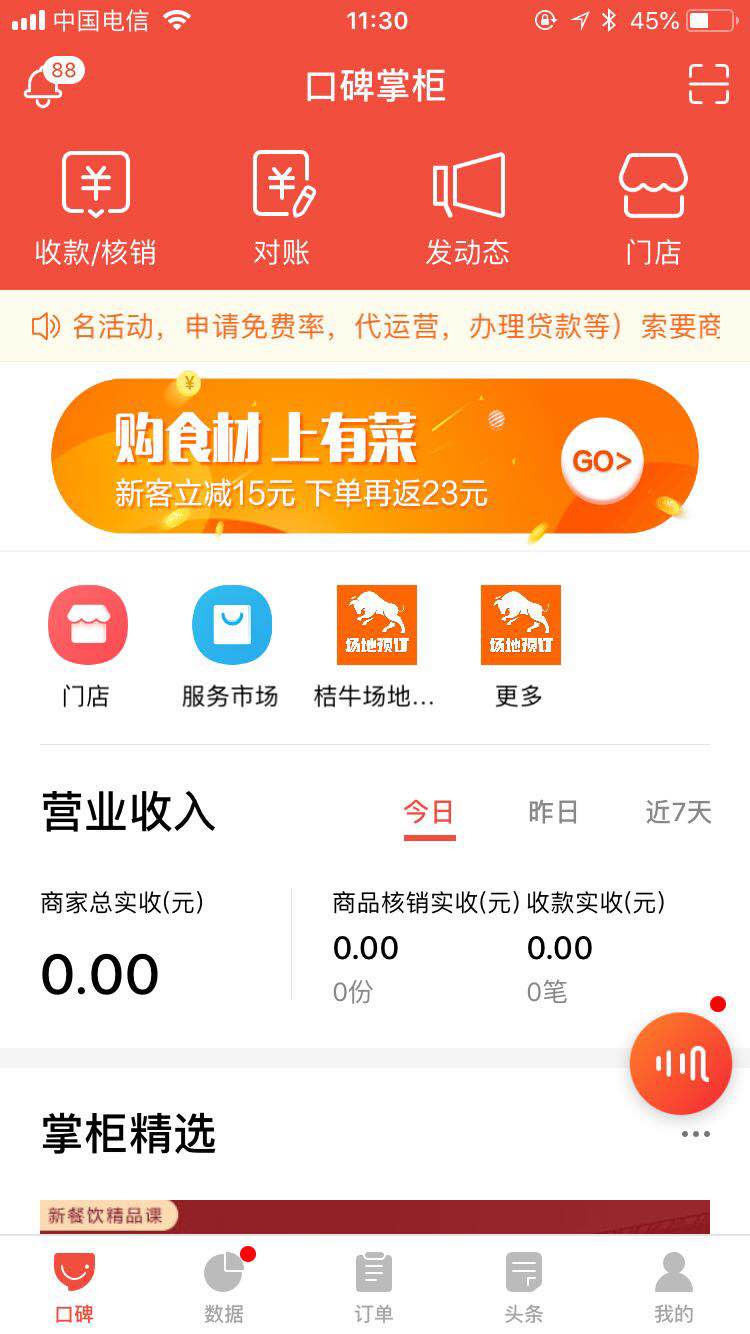 中国电信 11:30 45%
88
口碑掌柜
收款/核销 对账 发动态 门店
名活动，申请免费率，代运营，办理贷款等）索要商
购食材 上有菜
新客立减15元 下单再返23元
GO>
场地预订 场地预订
门店 服务市场 桔牛场地... 更多
营业收入 今日 昨日 近7天
商家总实收(元) 商品核销实收(元) 收款实收(元)
0.00 0.00 0.00
0份 0笔
掌柜精选
新餐饮精品课
口碑 数据 订单 头条 我的